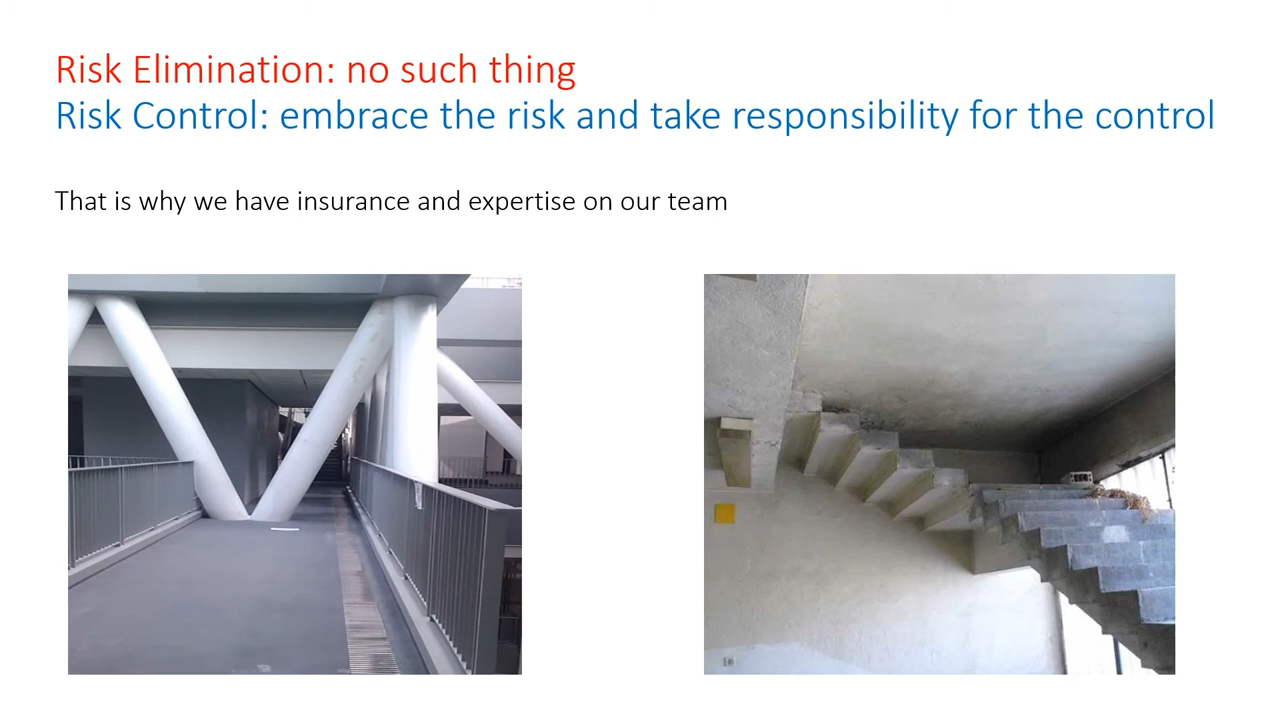 Risk Elimination: no such thing
Risk Control: embrace the risk and take responsibility for the control
That is why we have insurance and expertise on our team